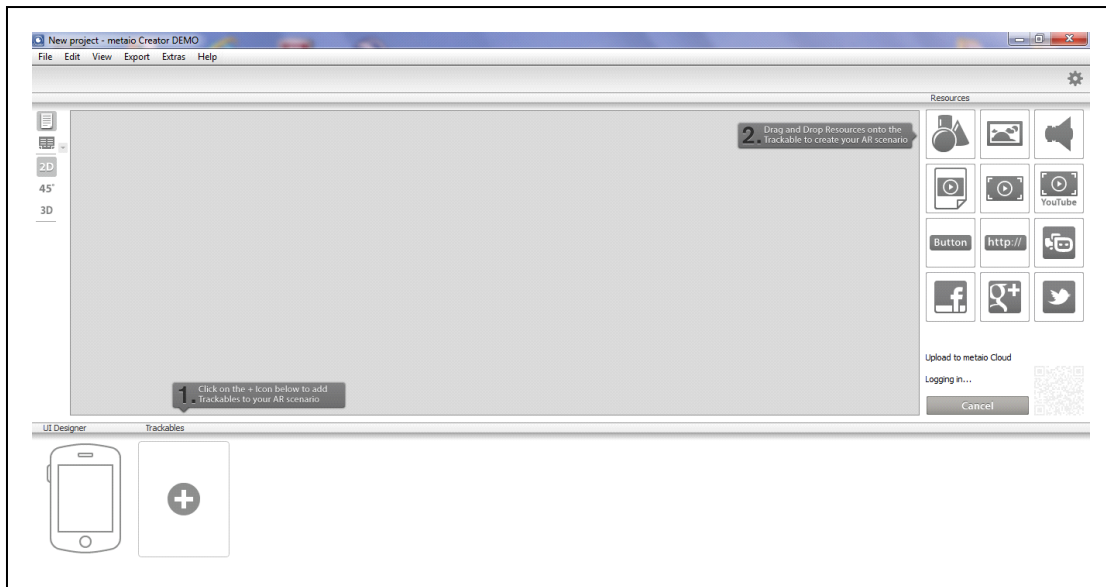 New project - metaio Creator DEMO
File Edit View Export Extras Help
Resources
2D
45°
3D
2. Drag and Drop Resources onto the
Trackable to create your AR scenario
YouTube
Button
http://
f
g+
Upload to metaio Cloud
Logging in...
Cancel
1. Click on the + Icon below to add
Trackables to your AR scenario
UI Designer
Trackables